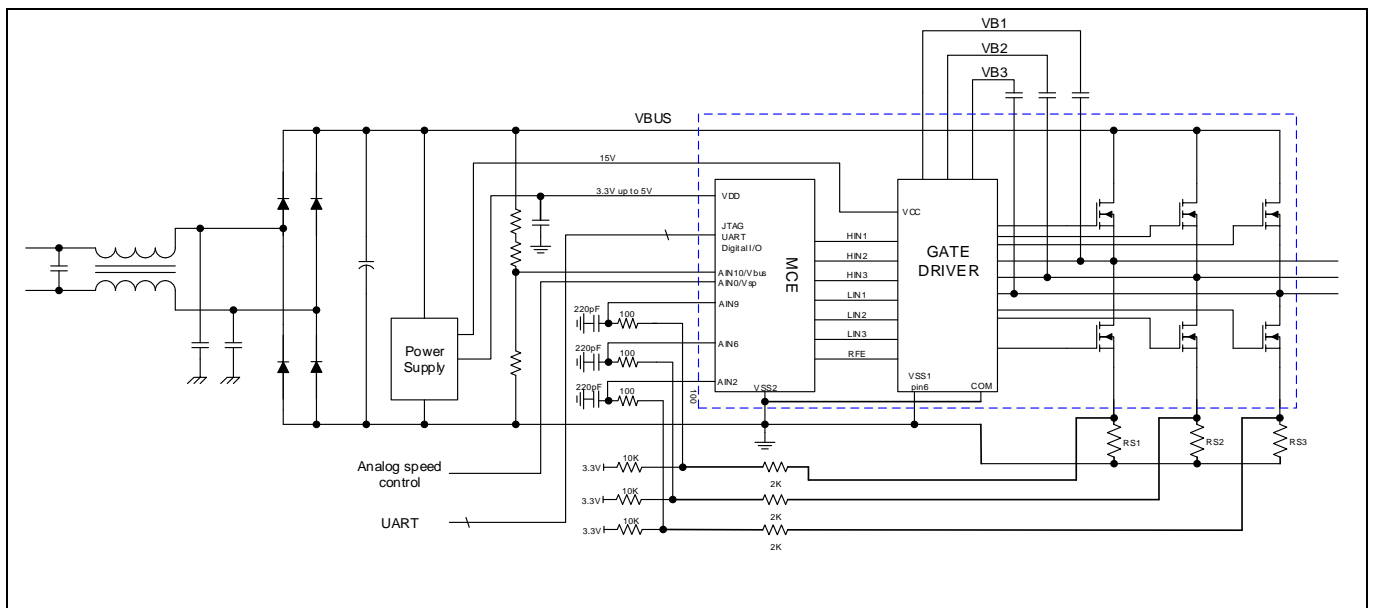 VB1
VB2
VB3
VBUS
15V
3.3V up to 5V
VDD
VCC
JTAG
UART
Digital I/O
HIN1
MCE
GATE
DRIVER
HIN2
AIN10/Vbus
AIN0/Vsp
HIN3
AIN9
LIN1
220pF
100
LIN2
Power
Supply
AIN6
LIN3
220pF
100
RFE
AIN2
VSS2
VSS1
pin6
COM
220pF
100
100
RS1
RS2
RS3
Analog speed
control
3.3V
10K
2K
3.3V
10K
2K
UART
3.3V
10K
2K